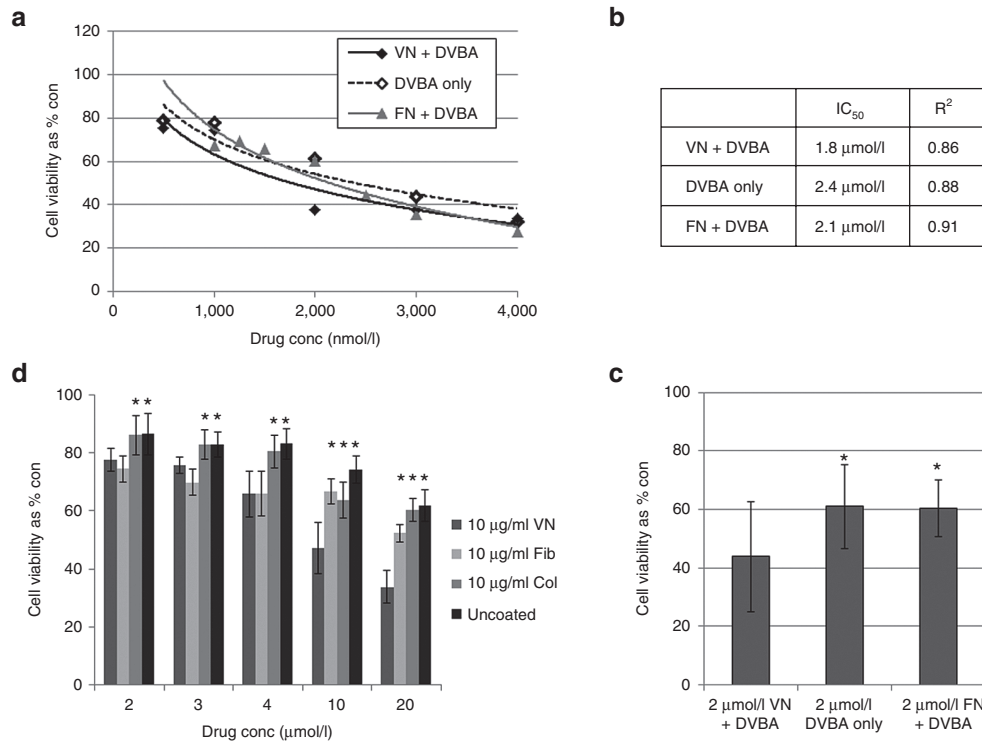 a
120
100
80
60
40
20
0
Cell viability as % con
0 1,000 2,000 3,000 4,000
Drug conc (nmol/l)
VN + DVBA
DVBA only
FN + DVBA
b
IC50 R2
VN + DVBA 1.8 μmol/l 0.86
DVBA only 2.4 μmol/l 0.88
FN + DVBA 2.1 μmol/l 0.91
d
100
80
60
40
20
0
Cell viability as % con
* * * * * * * * * * * *
2 3 4 10 20
Drug conc (μmol/l)
10 μg/ml VN
10 μg/ml Fib
10 μg/ml Col
Uncoated
c
100
80
60
40
20
0
Cell viability as % con
* *
2 μmol/l VN
+ DVBA
2 μmol/l
DVBA only
2 μmol/l FN
+ DVBA